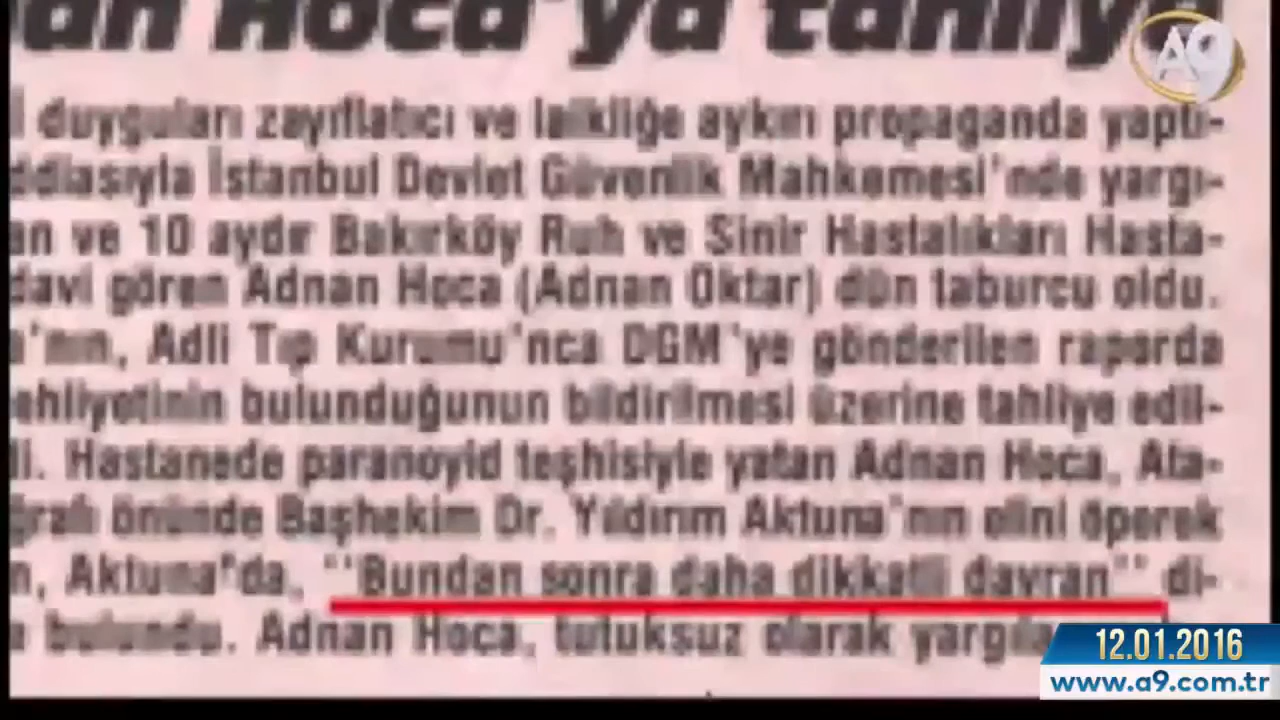 nan Hoca'ya tahliye
A9
i duyguları zayıflatıcı ve laikliğe aykırı propaganda yaptı-
ddiasıyla İstanbul Devlet Güvenlik Mahkemesi'nde yargı-
an ve 10 aydır Bakırköy Ruh ve Sinir Hastalıkları Hasta-
davi gören Adnan Hoca (Adnan Oktar) dün taburcu oldu.
a'nın, Adli Tıp Kurumu'nca DGM'ye gönderilen raporda
ehliyetinin bulunduğunun bildirilmesi üzerine tahliye edil-
li. Hastanede paranoyid teşhisiyle yatan Adnan Hoca, Ata-
ğrafı önünde Başhekim Dr. Yıldırım Aktuna'nın elini öperek
n, Aktuna'da, "Bundan sonra daha dikkatli davran" di-
e bulundu. Adnan Hoca, tutuksuz olarak
12.01.2016
www.a9.com.tr